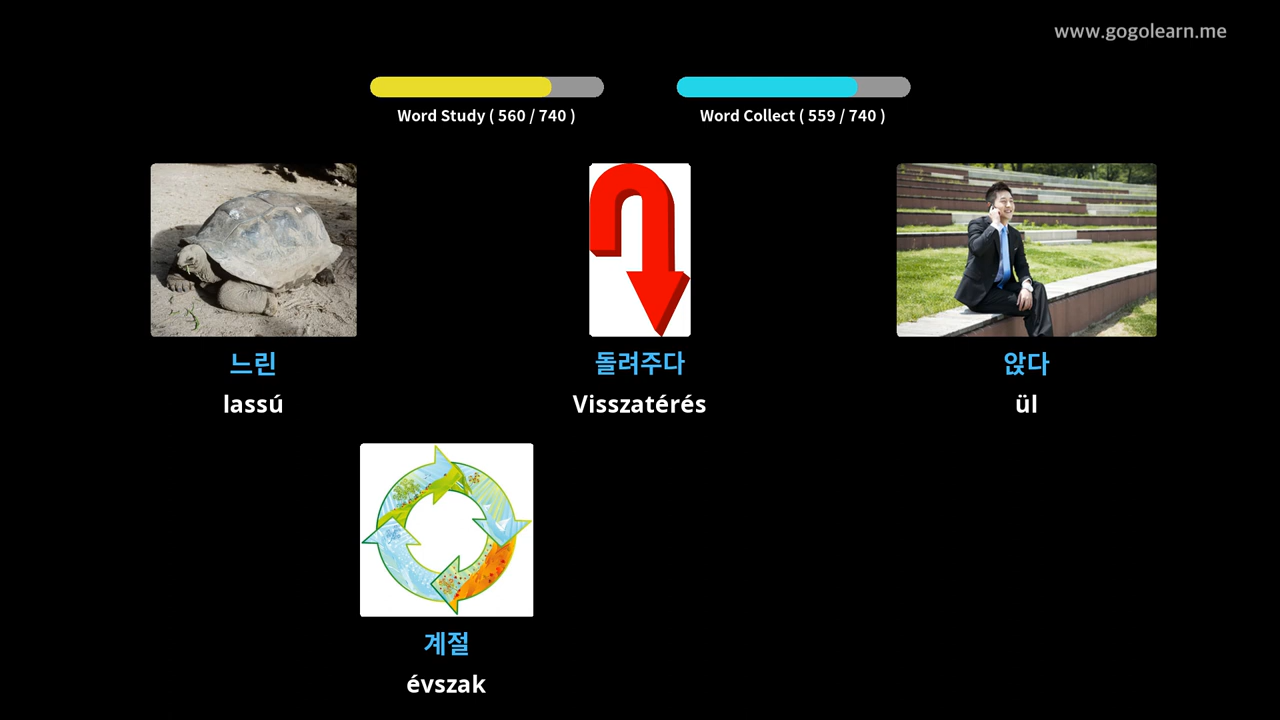 www.gogolearn.me
Word Study ( 560 / 740 )
Word Collect ( 559 / 740 )
느린
lassú
돌려주다
Visszatérés
앉다
ül
계절
évszak